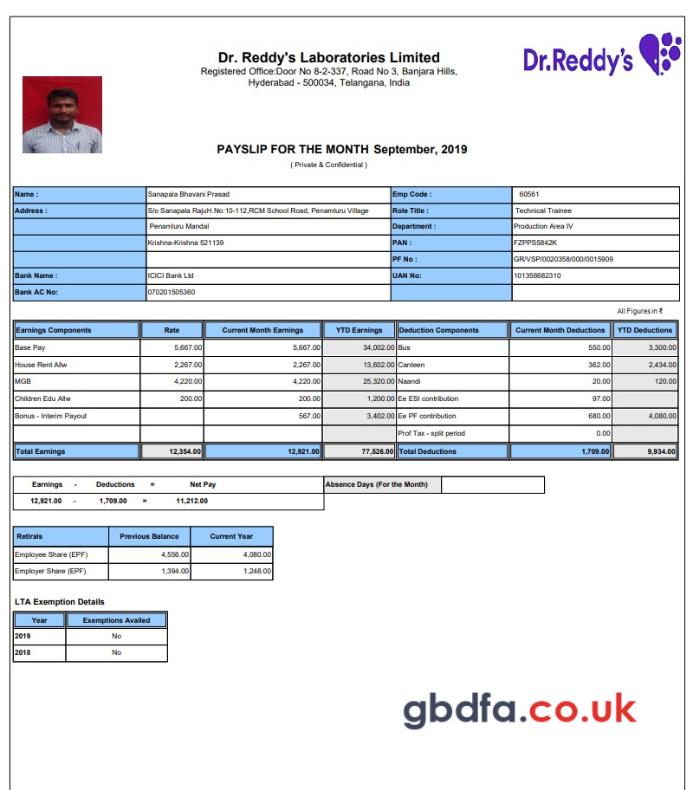 Dr. Reddy's Laboratories Limited
Registered Office:Door No 8-2-337, Road No 3, Banjara Hills,
Hyderabad - 500034, Telangana, India
Dr.Reddy's
PAYSLIP FOR THE MONTH September, 2019
( Private & Confidential )
Name : Sanapala Bhavani Prasad Emp Code : 60561
Address : S/o Sanapala RajuH.No:10-112,RCM School Road, Penamluru Village Role Title : Technical Trainee
Penamluru Mandal Department : Production Area IV
Krishna-Krishna 521139 PAN : FZPPS5842K
PF No : GR/VSP/0020358/000/0015909
Bank Name : ICICI Bank Ltd UAN No: 101358682310
Bank AC No: 070201505360
All Figures in ₹
Earnings Components Rate Current Month Earnings YTD Earnings Deduction Components Current Month Deductions YTD Deductions
Base Pay 5,667.00 5,667.00 34,002.00 Bus 550.00 3,300.00
House Rent Allw 2,267.00 2,267.00 13,602.00 Canteen 362.00 2,434.00
MGB 4,220.00 4,220.00 25,320.00 Naandi 20.00 120.00
Children Edu Allw 200.00 200.00 1,200.00 Ee ESI contribution 97.00
Bonus - Interim Payout 567.00 3,402.00 Ee PF contribution 680.00 4,080.00
Prof Tax - split period 0.00
Total Earnings 12,354.00 12,921.00 77,526.00 Total Deductions 1,709.00 9,934.00
Earnings - Deductions = Net Pay Absence Days (For the Month)
12,921.00 - 1,709.00 = 11,212.00
Retirals Previous Balance Current Year
Employee Share (EPF) 4,556.00 4,080.00
Employer Share (EPF) 1,394.00 1,248.00
LTA Exemption Details
Year Exemptions Availed
2019 No
2018 No
gbdfa.co.uk